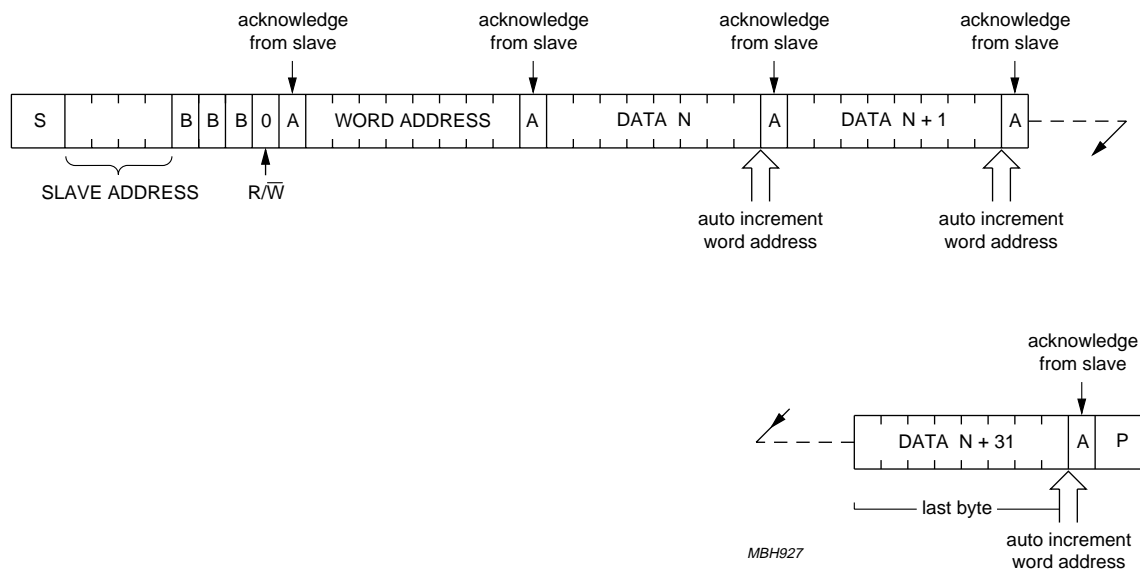 acknowledge
from slave
acknowledge
from slave
acknowledge
from slave
acknowledge
from slave
S B B B 0 A WORD ADDRESS A DATA N A DATA N + 1 A
SLAVE ADDRESS
R/W̅
auto increment
word address
auto increment
word address
acknowledge
from slave
DATA N + 31 A P
last byte
auto increment
word address
MBH927